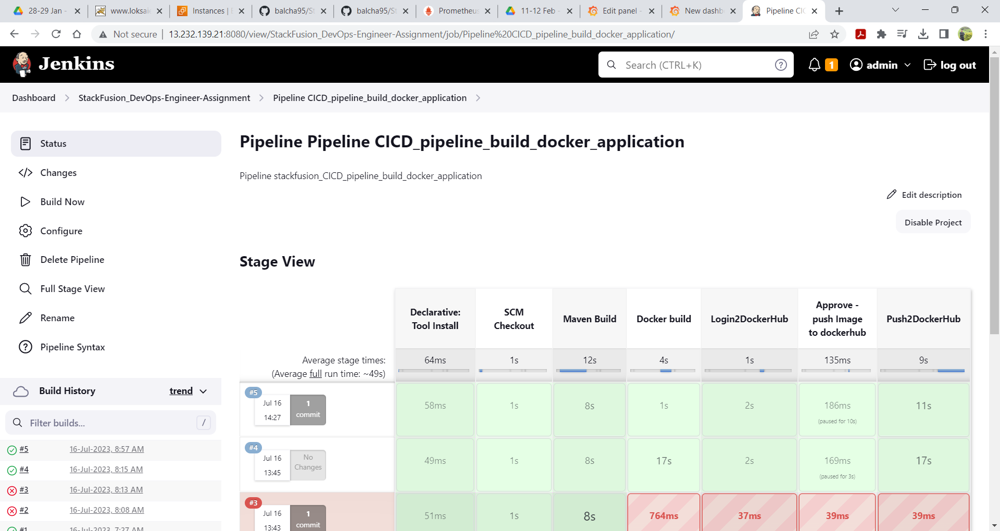 28-29 Jan -
www.loksai
Instances | E
balcha95/St
balcha95/St
Prometheus
11-12 Feb -
Edit panel -
New dashb
Pipeline CIC
Not secure | 13.232.139.21:8080/view/StackFusion_DevOps-Engineer-Assignment/job/Pipeline%20CICD_pipeline_build_docker_application/
Jenkins
Search (CTRL+K)
1
admin
log out
Dashboard
StackFusion_DevOps-Engineer-Assignment
Pipeline CICD_pipeline_build_docker_application
Status
Changes
Build Now
Configure
Delete Pipeline
Full Stage View
Rename
Pipeline Syntax
Build History
trend
Filter builds...
/
#5 16-Jul-2023, 8:57 AM
#4 16-Jul-2023, 8:15 AM
#3 16-Jul-2023, 8:13 AM
#2 16-Jul-2023, 8:08 AM
#1 16-Jul-2023, 7:27 AM
Pipeline Pipeline CICD_pipeline_build_docker_application
Pipeline stackfusion_CICD_pipeline_build_docker_application
Edit description
Disable Project
Stage View
Declarative:
Tool Install
SCM
Checkout
Maven Build
Docker build
Login2DockerHub
Approve -
push Image
to dockerhub
Push2DockerHub
Average stage times:
(Average full run time: ~49s)
64ms 1s 12s 4s 1s 135ms 9s
#5
Jul 16
14:27
1
commit
58ms 1s 8s 1s 2s 186ms 11s
(paused for 10s)
#4
Jul 16
13:45
No
Changes
49ms 1s 8s 17s 2s 169ms 17s
(paused for 3s)
#3
Jul 16
13:43
1
commit
51ms 1s 8s 764ms 37ms 39ms 39ms